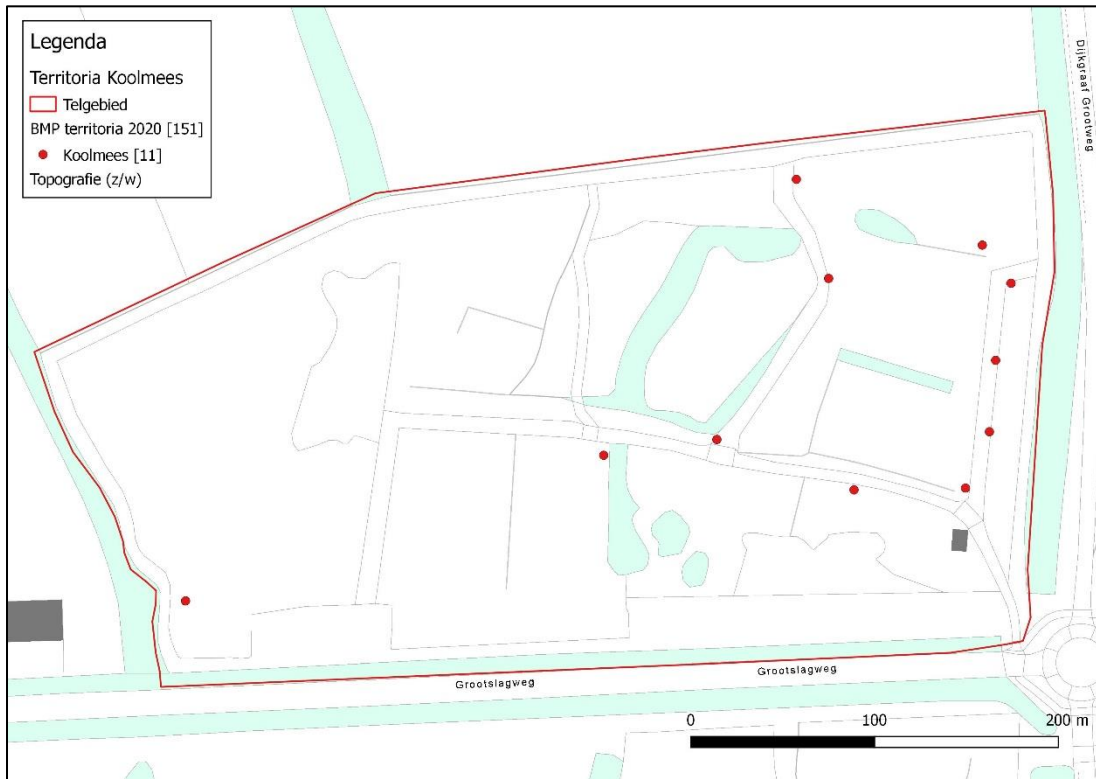 Legenda
Territoria Koolmees
Telgebied
BMP territoria 2020 [151]
Koolmees [11]
Topografie (z/w)
Dijkgraaf Grootweg
Grootslagweg
Grootslagweg
0 100 200 m